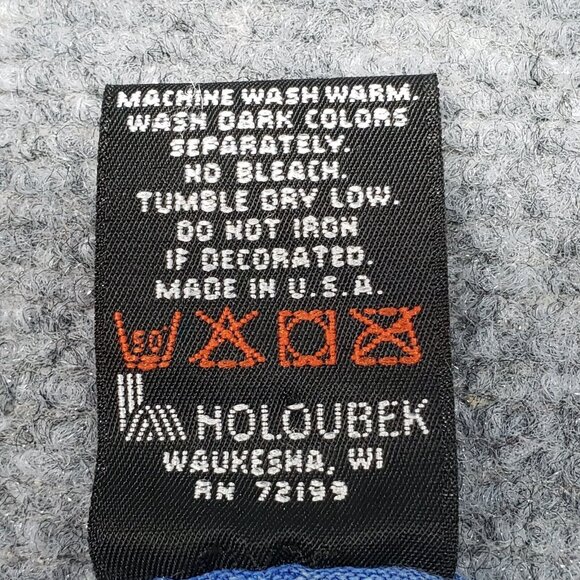 MACHINE WASH WARM.
WASH DARK COLORS
SEPARATELY.
NO BLEACH.
TUMBLE DRY LOW.
DO NOT IRON
IF DECORATED.
MADE IN U.S.A.
50
HOLOUBEK
WAUKESHA, WI
RN 72199